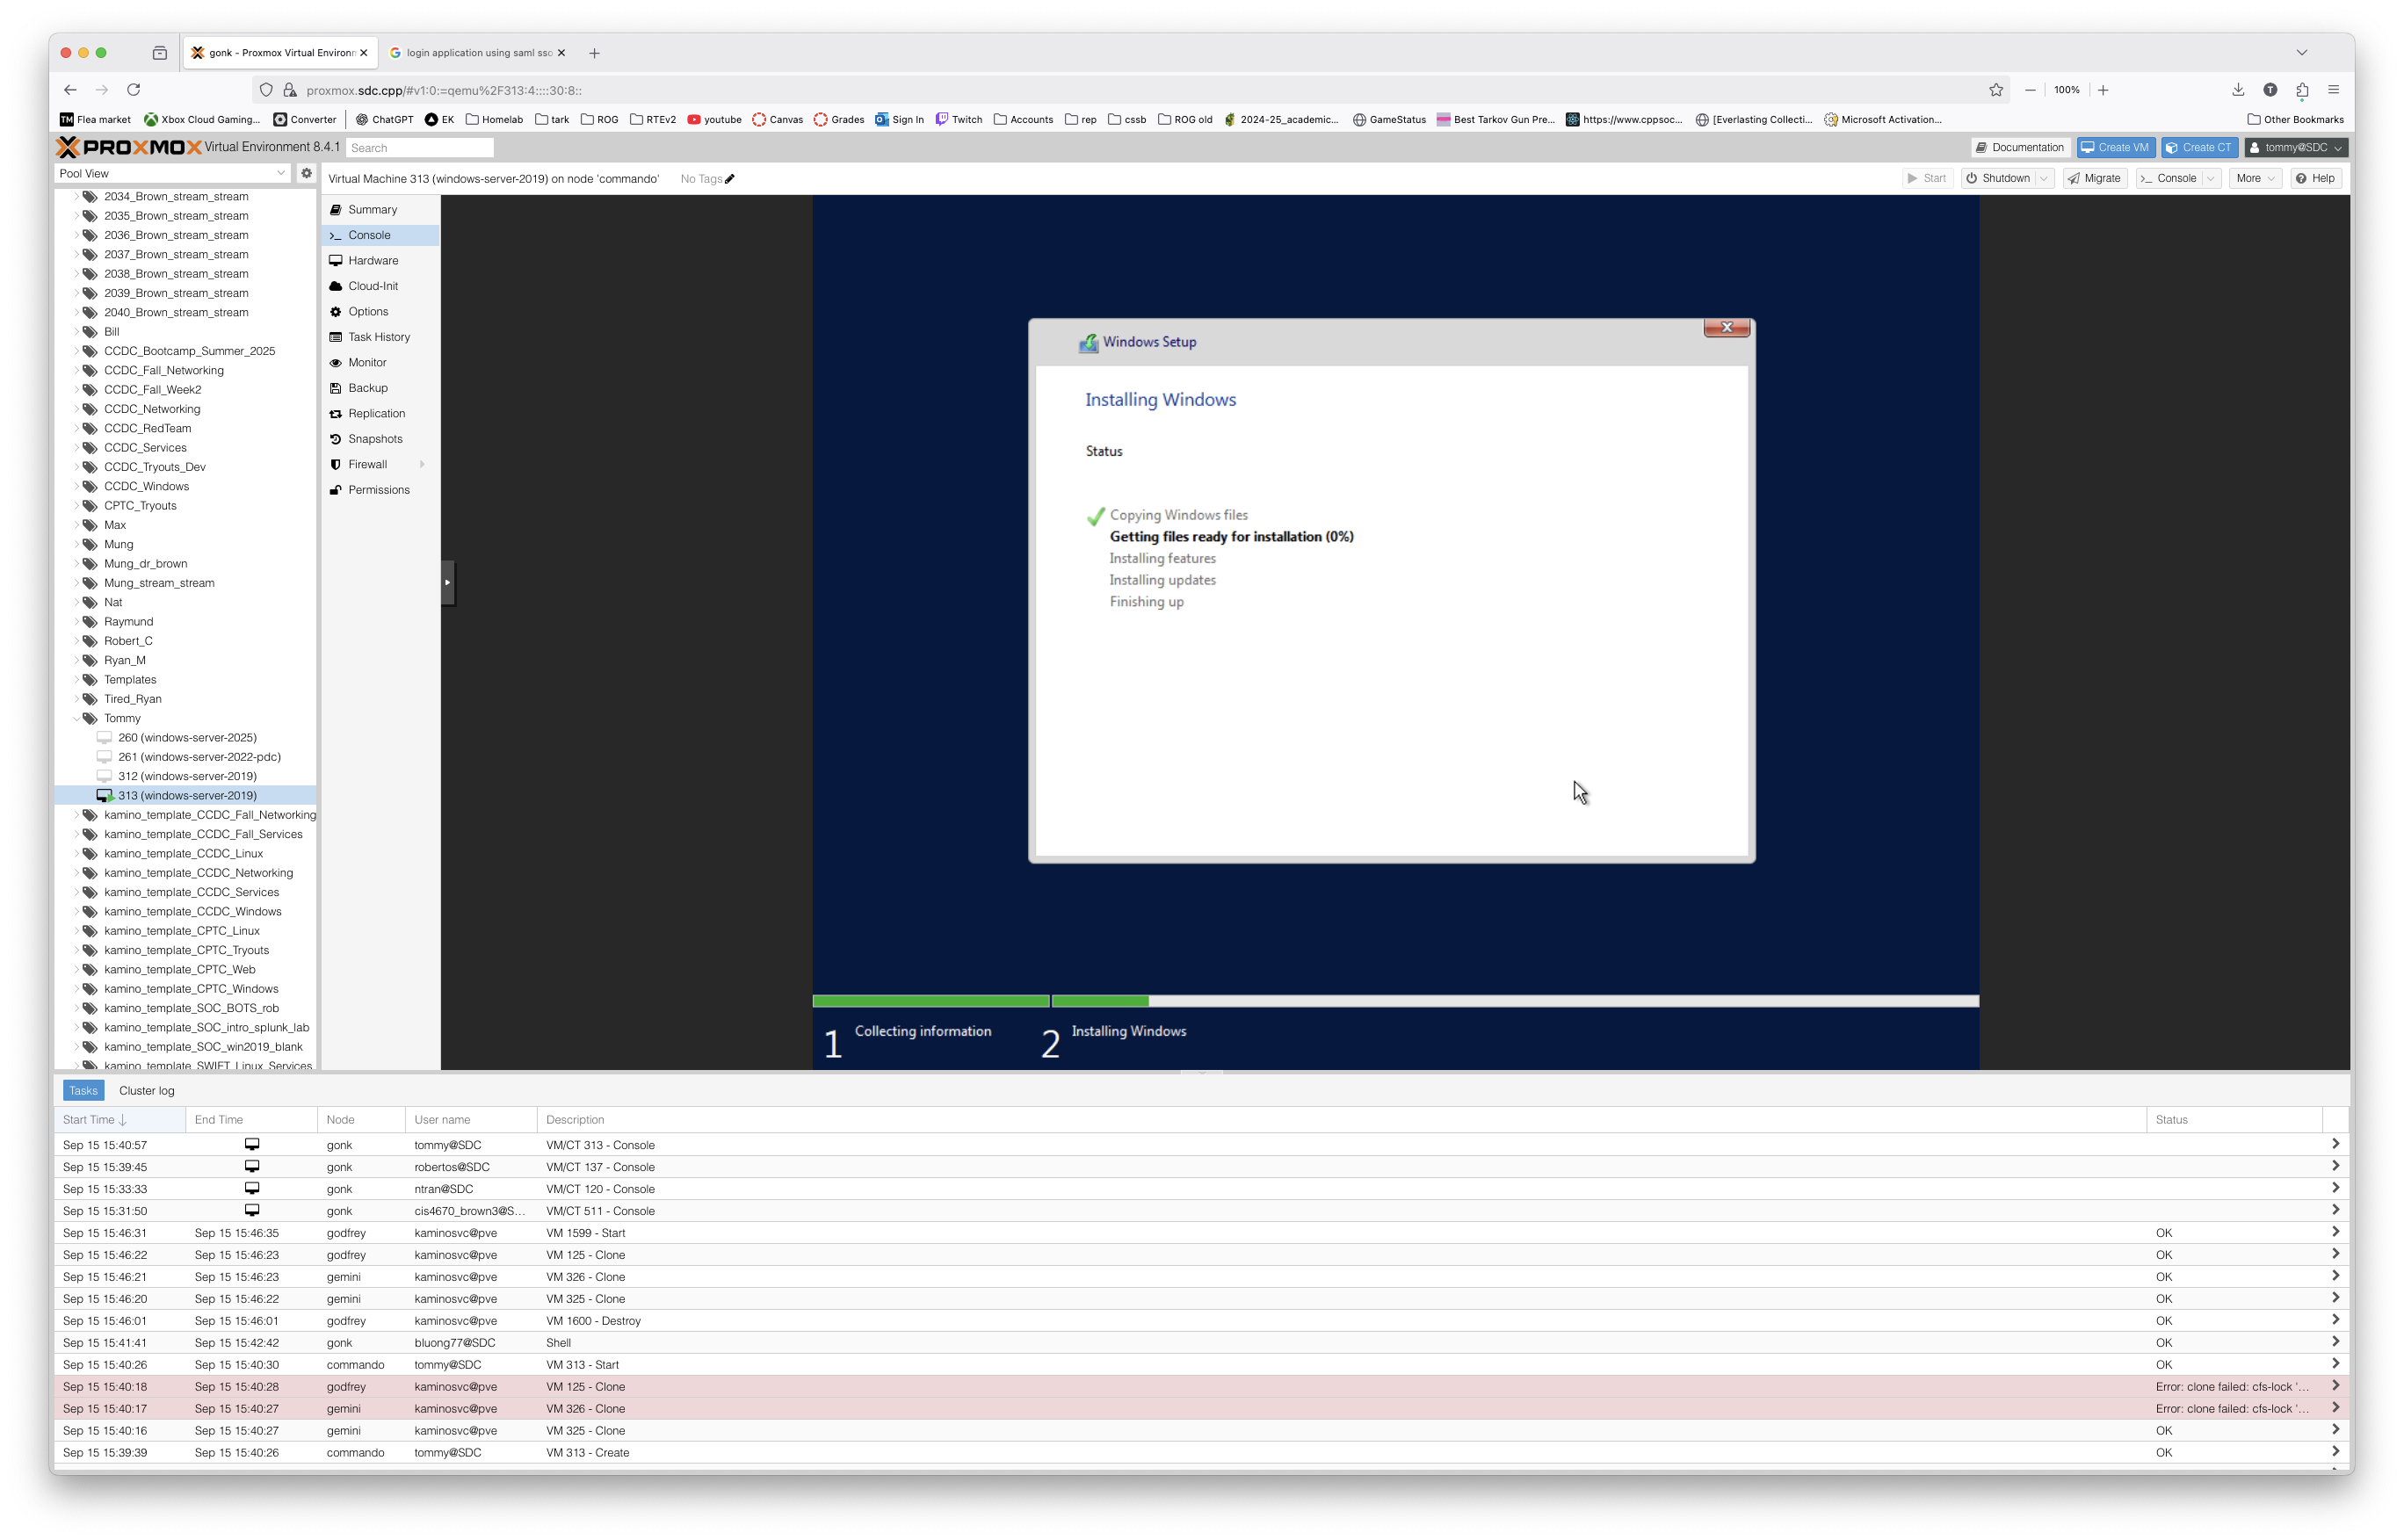 gonk - Proxmox Virtual Environm
login application using saml sso
proxmox.sdc.cpp/#v1:0:=qemu%2F313:4::::30:8::
100%
T
TM Flea market
Xbox Cloud Gaming...
Converter
ChatGPT
EK
Homelab
tark
ROG
RTEv2
youtube
Canvas
Grades
Sign In
Twitch
Accounts
rep
cssb
ROG old
2024-25_academic...
GameStatus
Best Tarkov Gun Pre...
https://www.cppsoc...
[Everlasting Collecti...
Microsoft Activation...
Other Bookmarks
PROXMOX Virtual Environment 8.4.1
Search
Documentation
Create VM
Create CT
tommy@SDC
Pool View
Virtual Machine 313 (windows-server-2019) on node 'commando'
No Tags
Start
Shutdown
Migrate
Console
More
Help
2034_Brown_stream_stream
2035_Brown_stream_stream
2036_Brown_stream_stream
2037_Brown_stream_stream
2038_Brown_stream_stream
2039_Brown_stream_stream
2040_Brown_stream_stream
Bill
CCDC_Bootcamp_Summer_2025
CCDC_Fall_Networking
CCDC_Fall_Week2
CCDC_Networking
CCDC_RedTeam
CCDC_Services
CCDC_Tryouts_Dev
CCDC_Windows
CPTC_Tryouts
Max
Mung
Mung_dr_brown
Mung_stream_stream
Nat
Raymund
Robert_C
Ryan_M
Templates
Tired_Ryan
Tommy
260 (windows-server-2025)
261 (windows-server-2022-pdc)
312 (windows-server-2019)
313 (windows-server-2019)
kamino_template_CCDC_Fall_Networking
kamino_template_CCDC_Fall_Services
kamino_template_CCDC_Linux
kamino_template_CCDC_Networking
kamino_template_CCDC_Services
kamino_template_CCDC_Windows
kamino_template_CPTC_Linux
kamino_template_CPTC_Tryouts
kamino_template_CPTC_Web
kamino_template_CPTC_Windows
kamino_template_SOC_BOTS_rob
kamino_template_SOC_intro_splunk_lab
kamino_template_SOC_win2019_blank
kamino_template_SWIFT_Linux_Services
Summary
Console
Hardware
Cloud-Init
Options
Task History
Monitor
Backup
Replication
Snapshots
Firewall
Permissions
Windows Setup
Installing Windows
Status
Copying Windows files
Getting files ready for installation (0%)
Installing features
Installing updates
Finishing up
1 Collecting information
2 Installing Windows
Tasks
Cluster log
Start Time End Time Node User name Description Status
Sep 15 15:40:57 gonk tommy@SDC VM/CT 313 - Console
Sep 15 15:39:45 gonk robertos@SDC VM/CT 137 - Console
Sep 15 15:33:33 gonk ntran@SDC VM/CT 120 - Console
Sep 15 15:31:50 gonk cis4670_brown3@S... VM/CT 511 - Console
Sep 15 15:46:31 Sep 15 15:46:35 godfrey kaminosvc@pve VM 1599 - Start OK
Sep 15 15:46:22 Sep 15 15:46:23 godfrey kaminosvc@pve VM 125 - Clone OK
Sep 15 15:46:21 Sep 15 15:46:23 gemini kaminosvc@pve VM 326 - Clone OK
Sep 15 15:46:20 Sep 15 15:46:22 gemini kaminosvc@pve VM 325 - Clone OK
Sep 15 15:46:01 Sep 15 15:46:01 godfrey kaminosvc@pve VM 1600 - Destroy OK
Sep 15 15:41:41 Sep 15 15:42:42 gonk bluong77@SDC Shell OK
Sep 15 15:40:26 Sep 15 15:40:30 commando tommy@SDC VM 313 - Start OK
Sep 15 15:40:18 Sep 15 15:40:28 godfrey kaminosvc@pve VM 125 - Clone Error: clone failed: cfs-lock '...
Sep 15 15:40:17 Sep 15 15:40:27 gemini kaminosvc@pve VM 326 - Clone Error: clone failed: cfs-lock '...
Sep 15 15:40:16 Sep 15 15:40:27 gemini kaminosvc@pve VM 325 - Clone OK
Sep 15 15:39:39 Sep 15 15:40:26 commando tommy@SDC VM 313 - Create OK